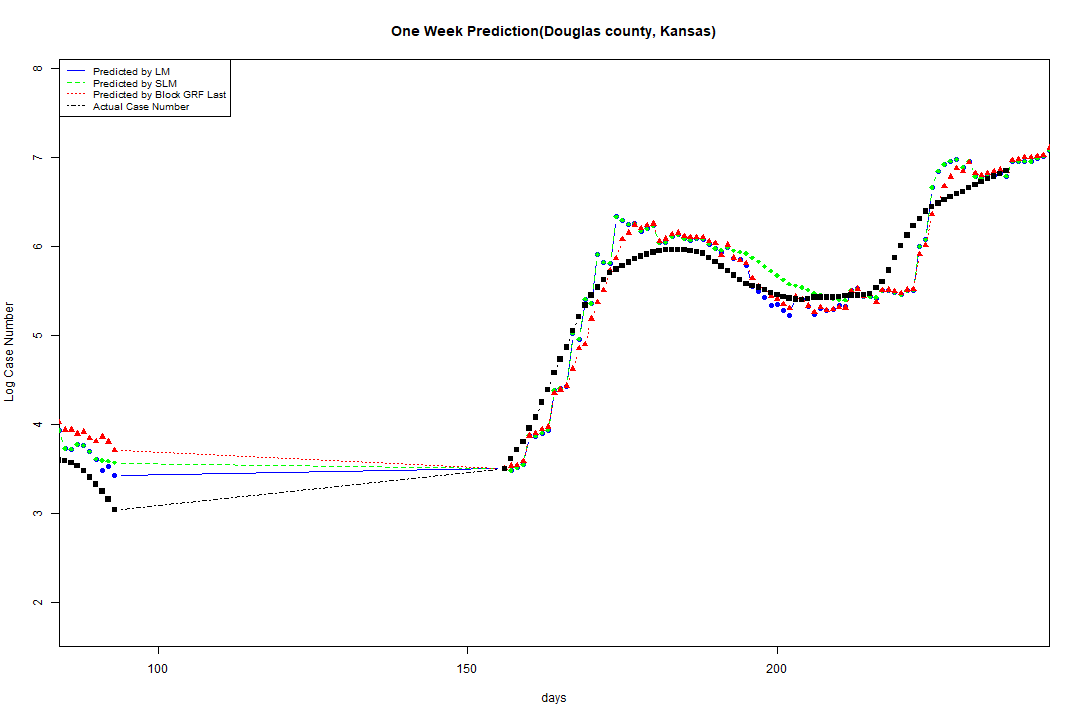 One Week Prediction(Douglas county, Kansas)
Predicted by LM
Predicted by SLM
Predicted by Block GRF Last
Actual Case Number
8
7
6
5
4
3
2
Log Case Number
100
150
200
days